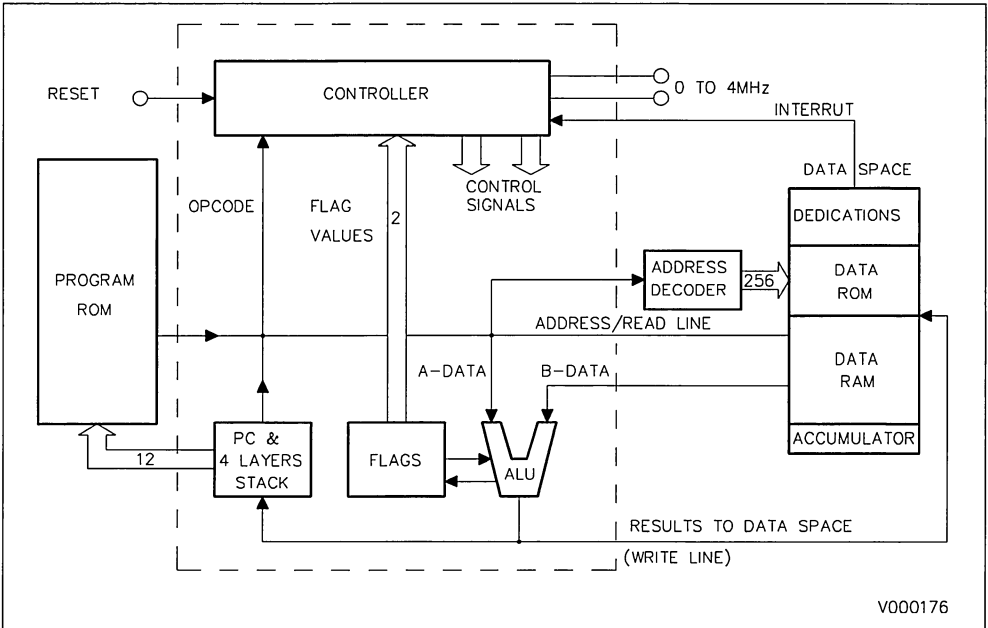 RESET
CONTROLLER
0 TO 4MHz
INTERRUT
DATA SPACE
OPCODE
FLAG
VALUES
2
CONTROL
SIGNALS
DEDICATIONS
PROGRAM
ROM
ADDRESS
DECODER
256
DATA
ROM
ADDRESS/READ LINE
A-DATA
B-DATA
DATA
RAM
PC &
4 LAYERS
STACK
12
FLAGS
ALU
ACCUMULATOR
RESULTS TO DATA SPACE
(WRITE LINE)
V000176